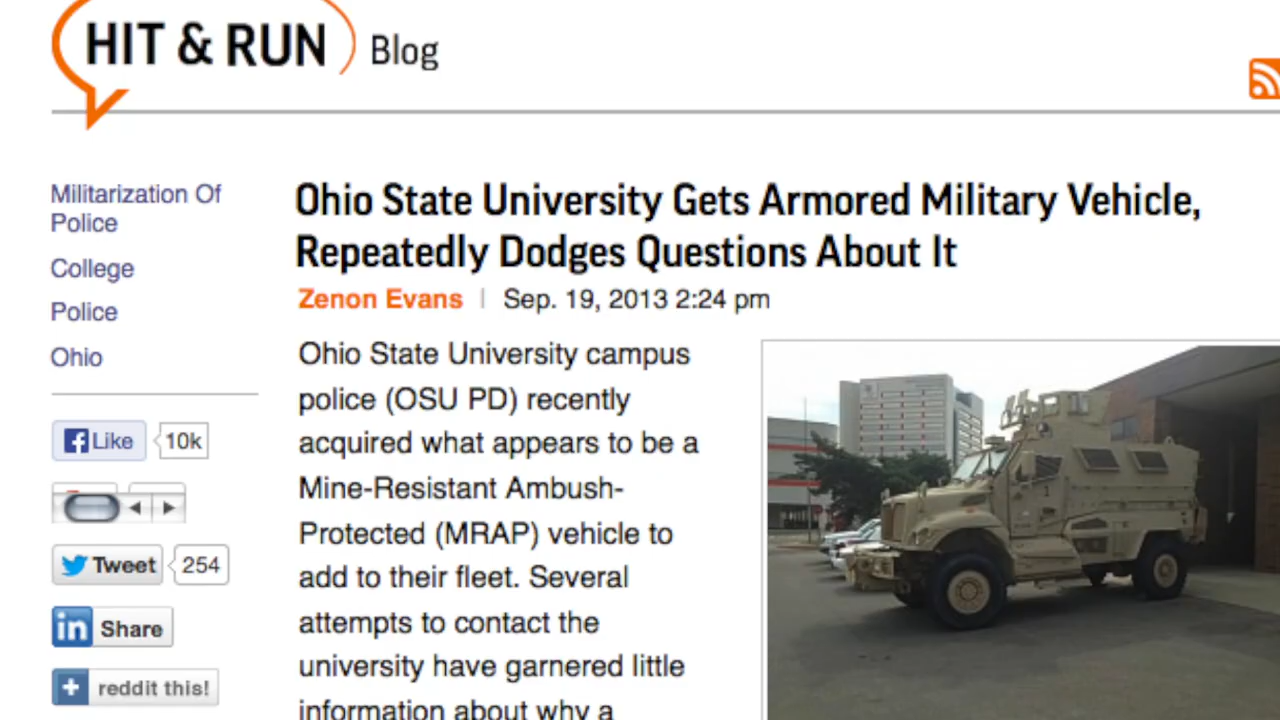 HIT & RUN Blog
Militarization Of
Police
College
Police
Ohio
Like 10k
Tweet 254
in Share
reddit this!
Ohio State University Gets Armored Military Vehicle,
Repeatedly Dodges Questions About It
Zenon Evans | Sep. 19, 2013 2:24 pm
Ohio State University campus
police (OSU PD) recently
acquired what appears to be a
Mine-Resistant Ambush-
Protected (MRAP) vehicle to
add to their fleet. Several
attempts to contact the
university have garnered little
information about why a